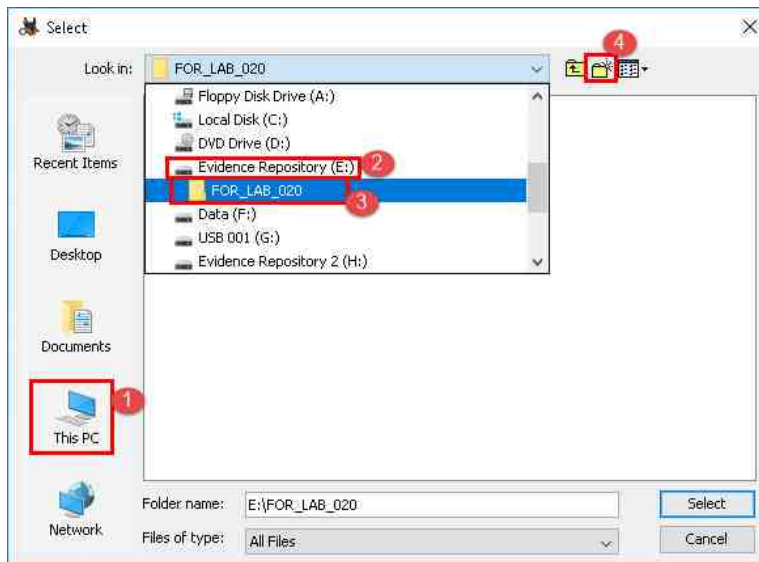 Select
4
Look in: FOR_LAB_020
Floppy Disk Drive (A:)
Local Disk (C:)
DVD Drive (D:)
Evidence Repository (E:) 2
FOR_LAB_020
3
Data (F:)
USB 001 (G:)
Evidence Repository 2 (H:)
Recent Items
Desktop
Documents
1
This PC
Network
Folder name: E:\FOR_LAB_020 Select
Files of type: All Files Cancel